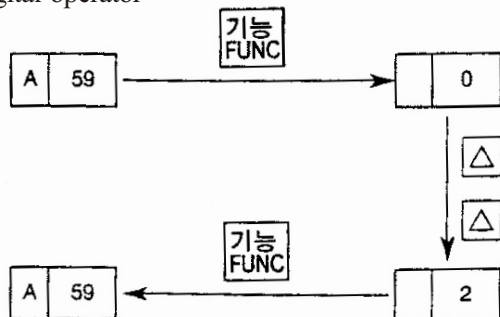 gital operator
기능
FUNC
A 59
0
△
△
기능
FUNC
A 59
2